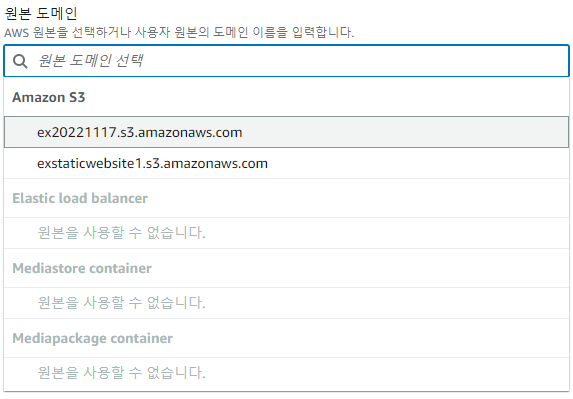 원본 도메인
AWS 원본을 선택하거나 사용자 원본의 도메인 이름을 입력합니다.
원본 도메인 선택
Amazon S3
ex20221117.s3.amazonaws.com
exstaticwebsite1.s3.amazonaws.com
Elastic load balancer
원본을 사용할 수 없습니다.
Mediastore container
원본을 사용할 수 없습니다.
Mediapackage container
원본을 사용할 수 없습니다.